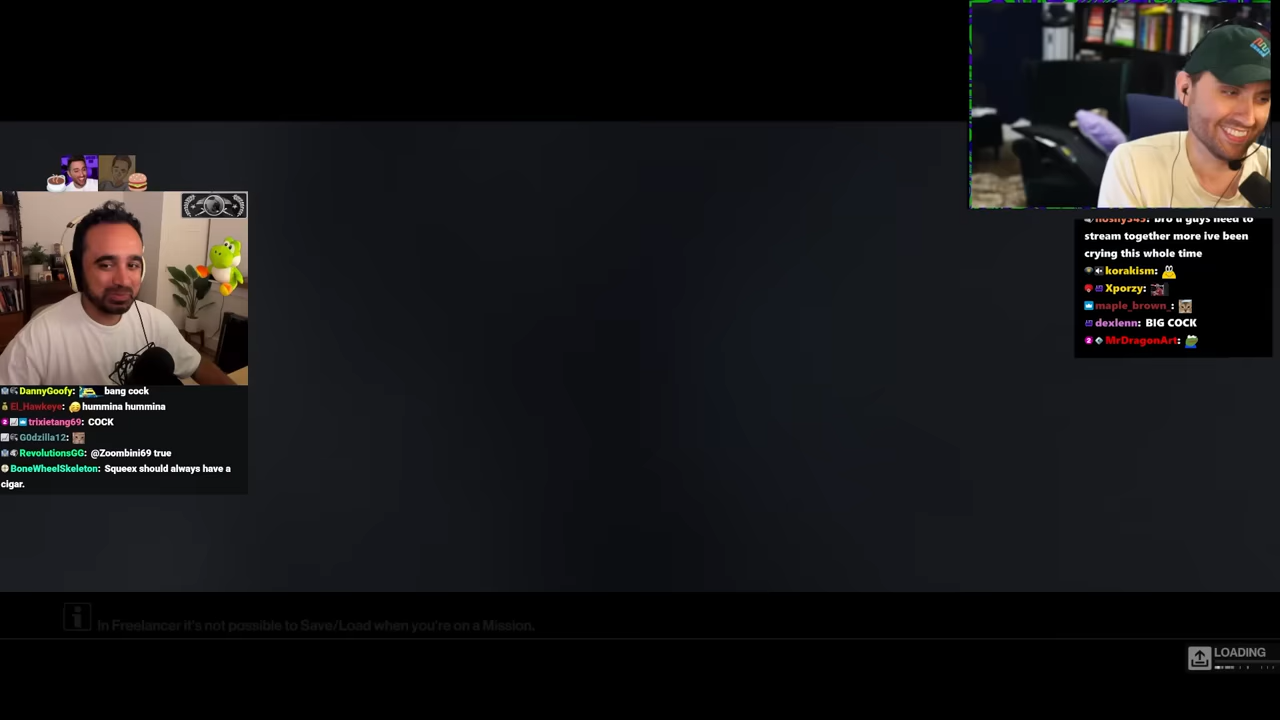 bro u guys need to
stream together more ive been
crying this whole time
korakism:
Xporzy:
maple_brown_:
dexlenn: BIG COCK
MrDragonArt:
DannyGoofy: bang cock
El_Hawkeye: hummina hummina
trixietang69: COCK
G0dzilla12:
RevolutionsGG: @Zoombini69 true
BoneWheelSkeleton: Squeex should always have a
cigar.
In Freelancer it's not possible to Save/Load when you're on a Mission.
LOADING